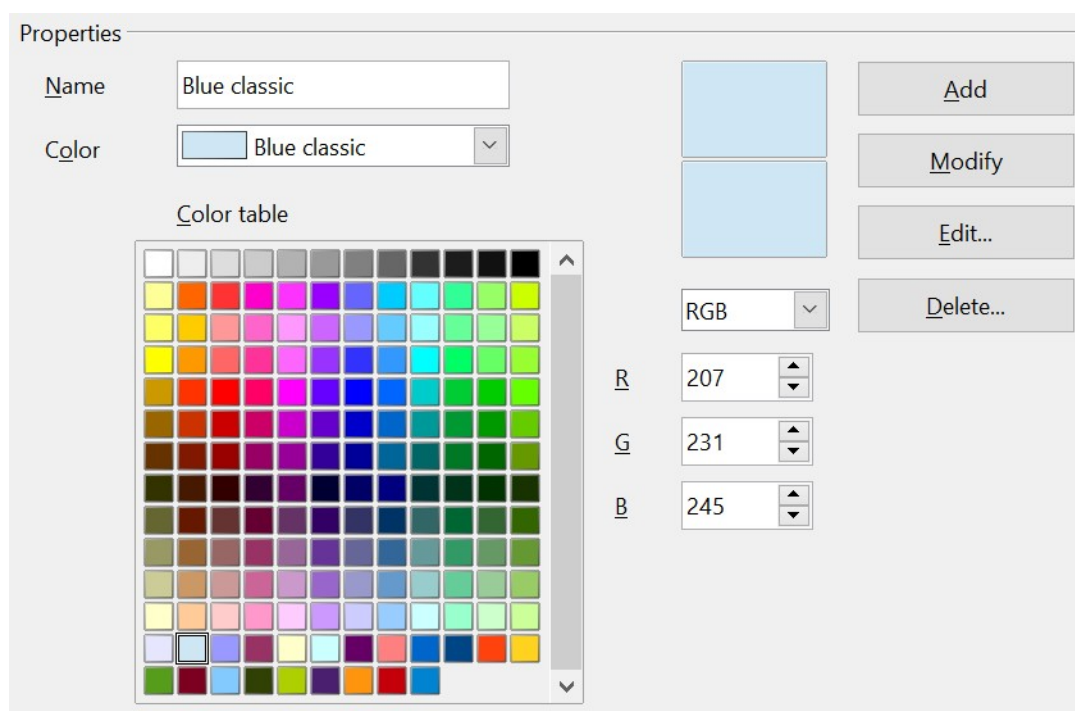 Properties
Name
Blue classic
Add
Color
Blue classic
Modify
Color table
Edit...
RGB
Delete...
R
207
G
231
B
245